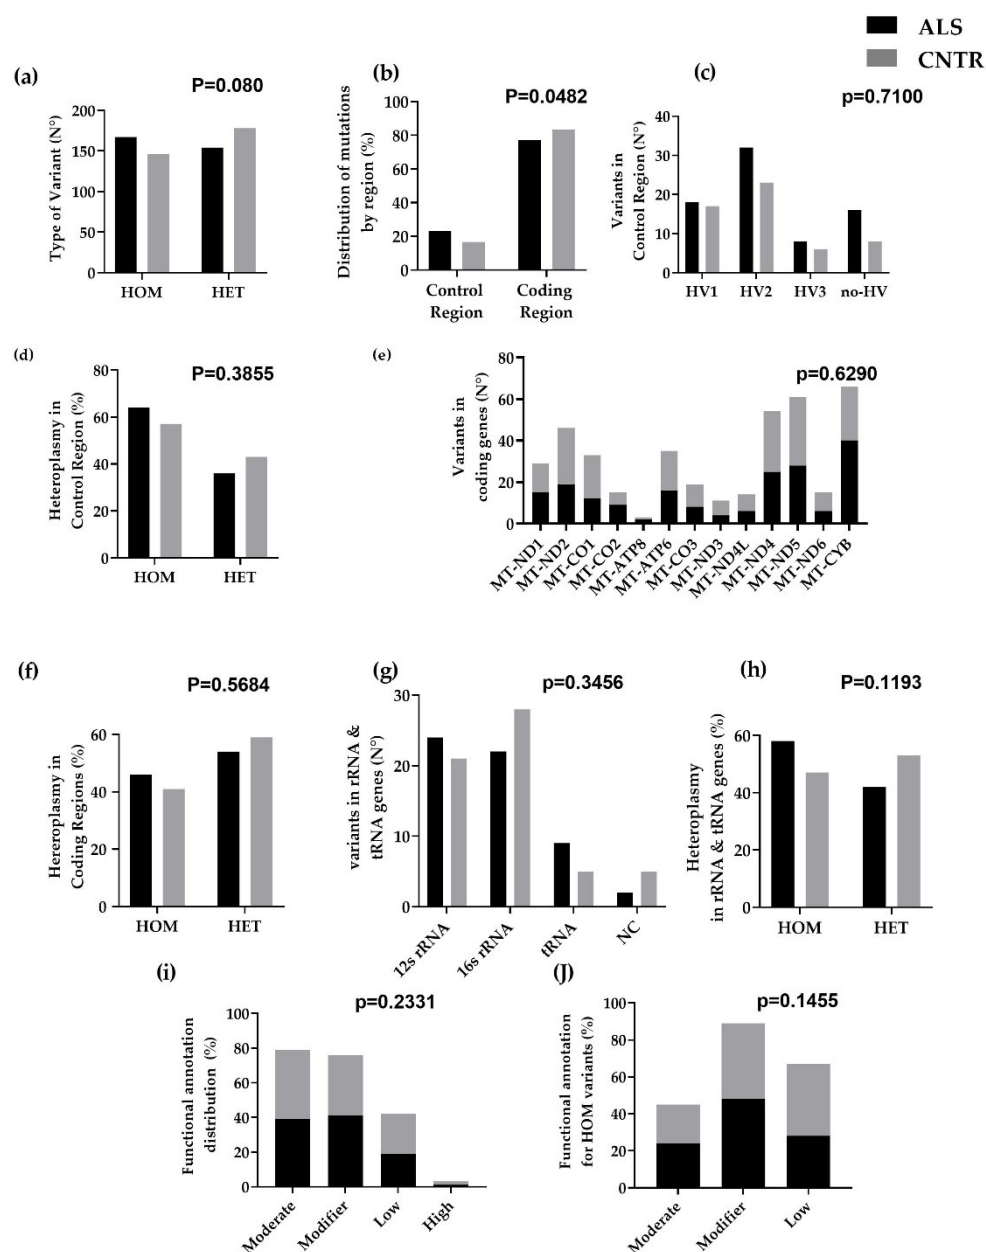 ALS
CNTR
(a)
P=0.080
Type of Variant (N°)
200
150
100
50
0
HOM HET
(b)
P=0.0482
Distribution of mutations
by region (%)
100
80
60
40
20
0
Control Coding
Region Region
(c)
p=0.7100
Variants in
Control Region (N°)
40
30
20
10
0
HV1 HV2 HV3 no-HV
(d)
P=0.3855
Heteroplasmy in
Control Region (%)
80
60
40
20
0
HOM HET
(e)
p=0.6290
Variants in
coding genes (N°)
80
60
40
20
0
MT-ND1
MT-ND2
MT-CO1
MT-CO2
MT-ATP8
MT-ATP6
MT-CO3
MT-ND3
MT-ND4L
MT-ND4
MT-ND5
MT-ND6
MT-CYB
(f)
P=0.5684
Hereroplasmy in
Coding Regions (%)
60
40
20
0
HOM HET
(g)
p=0.3456
variants in rRNA &
tRNA genes (N°)
30
20
10
0
12s rRNA
16s rRNA
tRNA
NC
(h)
P=0.1193
Heteroplasmy
in rRNA & tRNA genes (%)
60
40
20
0
HOM HET
(i)
p=0.2331
Functional annotation
distribution (%)
100
80
60
40
20
0
Moderate
Modifier
Low
High
(J)
p=0.1455
Functional annotation
for HOM variants (%)
100
80
60
40
20
0
Moderate
Modifier
Low